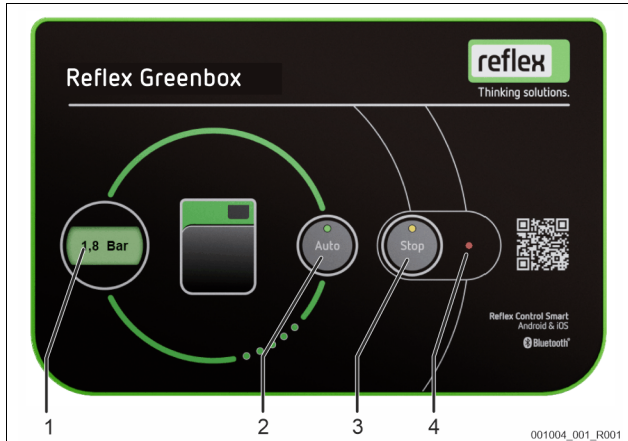 Reflex Greenbox
reflex
Thinking solutions.
1,8 Bar
Auto
Stop
Reflex Control Smart
Android & iOS
Bluetooth®
1
2
3
4
001004_001_R001